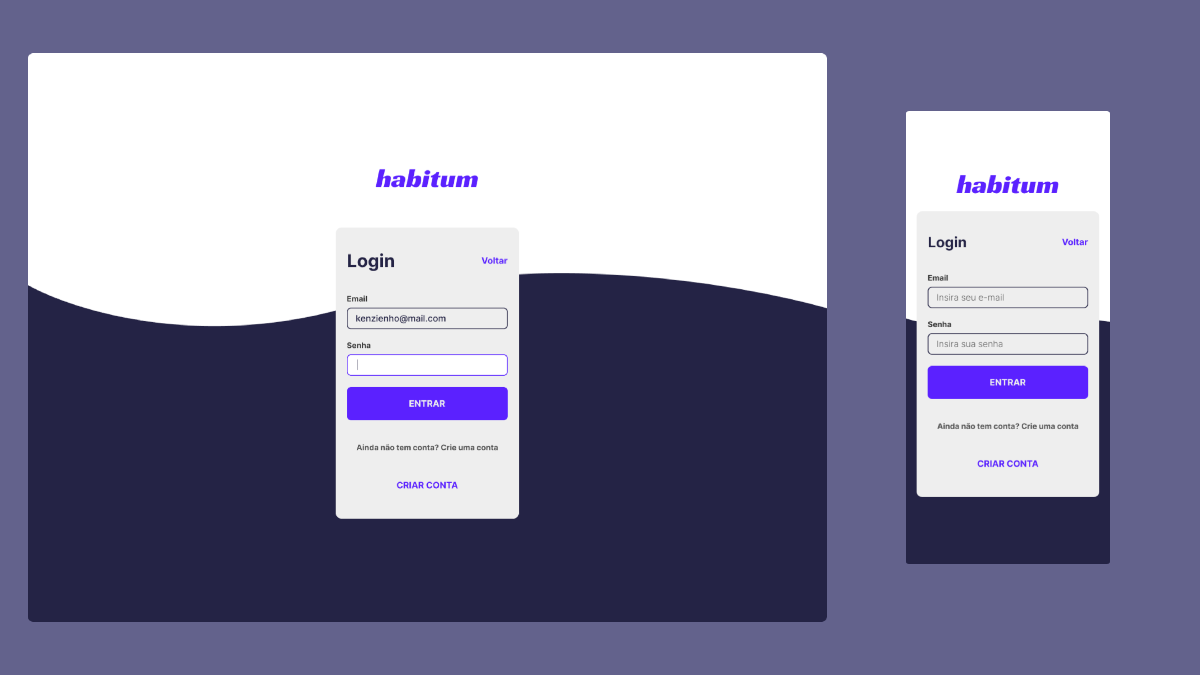 habitum
Login
Voltar
Email
kenzienho@mail.com
Senha
ENTRAR
Ainda não tem conta? Crie uma conta
CRIAR CONTA
habitum
Login
Voltar
Email
Insira seu e-mail
Senha
Insira sua senha
ENTRAR
Ainda não tem conta? Crie uma conta
CRIAR CONTA